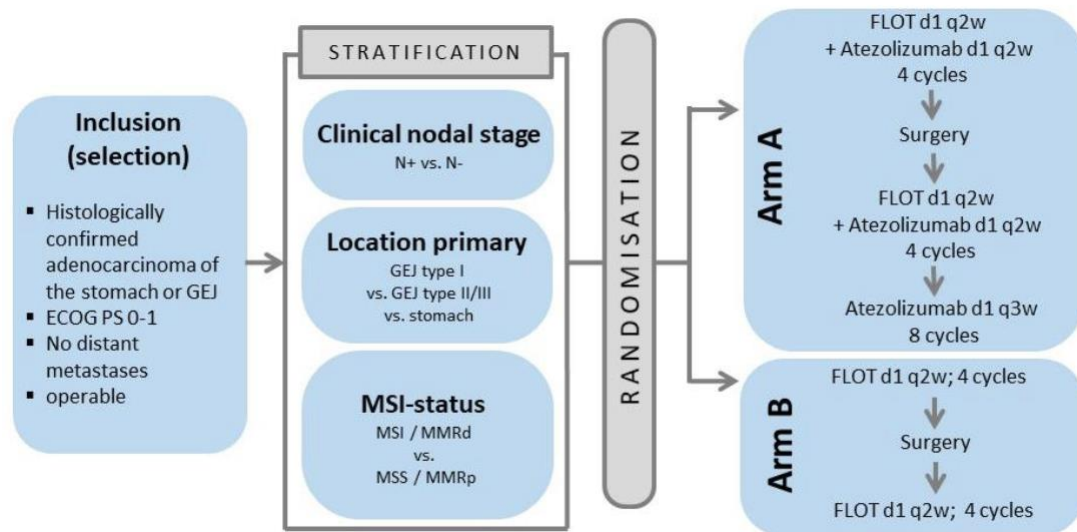 Inclusion
(selection)
▪ Histologically
confirmed
adenocarcinoma of
the stomach or GEJ
▪ ECOG PS 0-1
▪ No distant
metastases
▪ operable
STRATIFICATION
Clinical nodal stage
N+ vs. N-
Location primary
GEJ type I
vs. GEJ type II/III
vs. stomach
MSI-status
MSI / MMRd
vs.
MSS / MMRp
RANDOMISATION
Arm A
FLOT d1 q2w
+ Atezolizumab d1 q2w
4 cycles
Surgery
FLOT d1 q2w
+ Atezolizumab d1 q2w
4 cycles
Atezolizumab d1 q3w
8 cycles
Arm B
FLOT d1 q2w; 4 cycles
Surgery
FLOT d1 q2w; 4 cycles